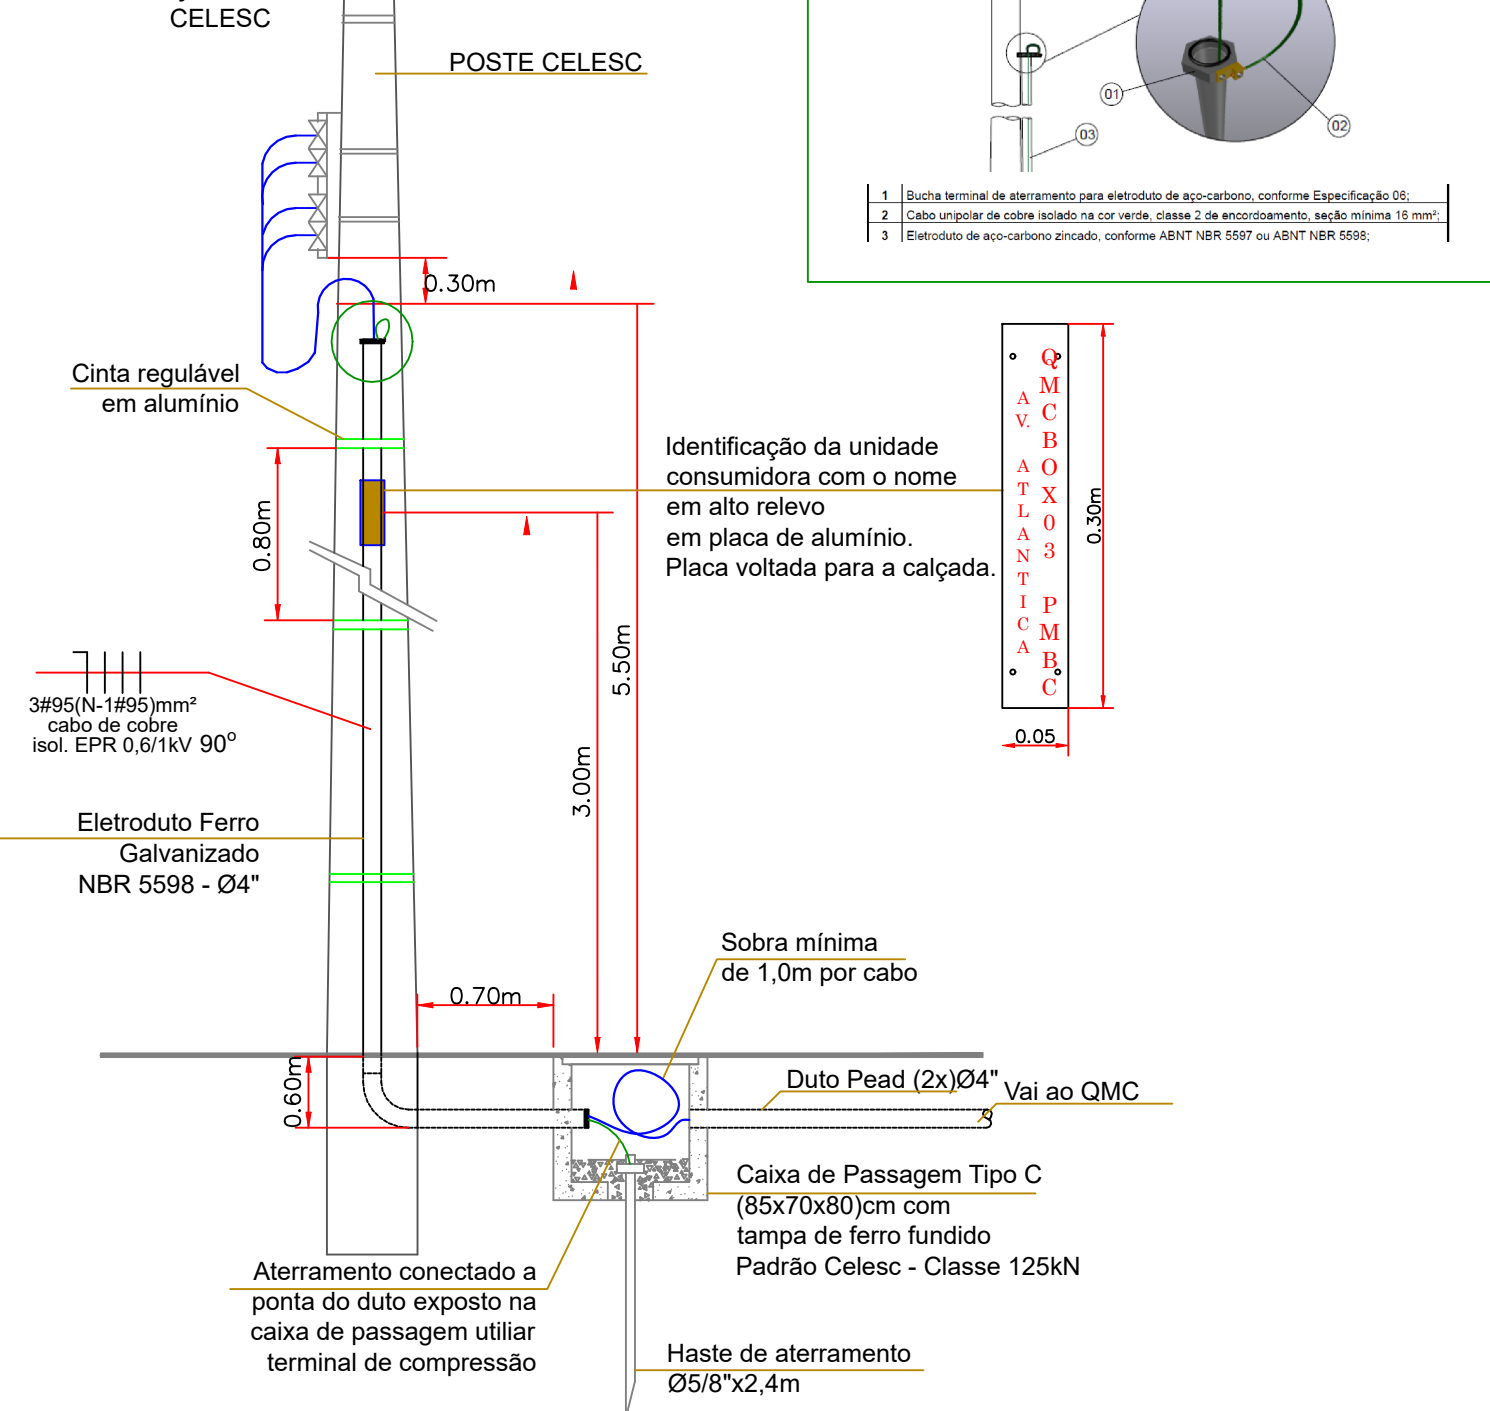 CELESC
POSTE CELESC
01
02
03
1 Bucha terminal de aterramento para eletroduto de aço-carbono, conforme Especificação 06;
2 Cabo unipolar de cobre isolado na cor verde, classe 2 de encordoamento, seção mínima 16 mm²;
3 Eletroduto de aço-carbono zincado, conforme ABNT NBR 5597 ou ABNT NBR 5598;
0.30m
Cinta regulável
em alumínio
0.80m
Identificação da unidade
consumidora com o nome
em alto relevo
em placa de alumínio.
Placa voltada para a calçada.
QMCBOX03 PMBC
AV. ATLANTICA
0.30m
0.05
5.50m
3.00m
3#95(N-1#95)mm²
cabo de cobre
isol. EPR 0,6/1kV 90°
Eletroduto Ferro
Galvanizado
NBR 5598 - Ø4"
Sobra mínima
de 1,0m por cabo
0.70m
0.60m
Duto Pead (2x)Ø4"
Vai ao QMC
Caixa de Passagem Tipo C
(85x70x80)cm com
tampa de ferro fundido
Padrão Celesc - Classe 125kN
Aterramento conectado a
ponta do duto exposto na
caixa de passagem utiliar
terminal de compressão
Haste de aterramento
Ø5/8"x2,4m